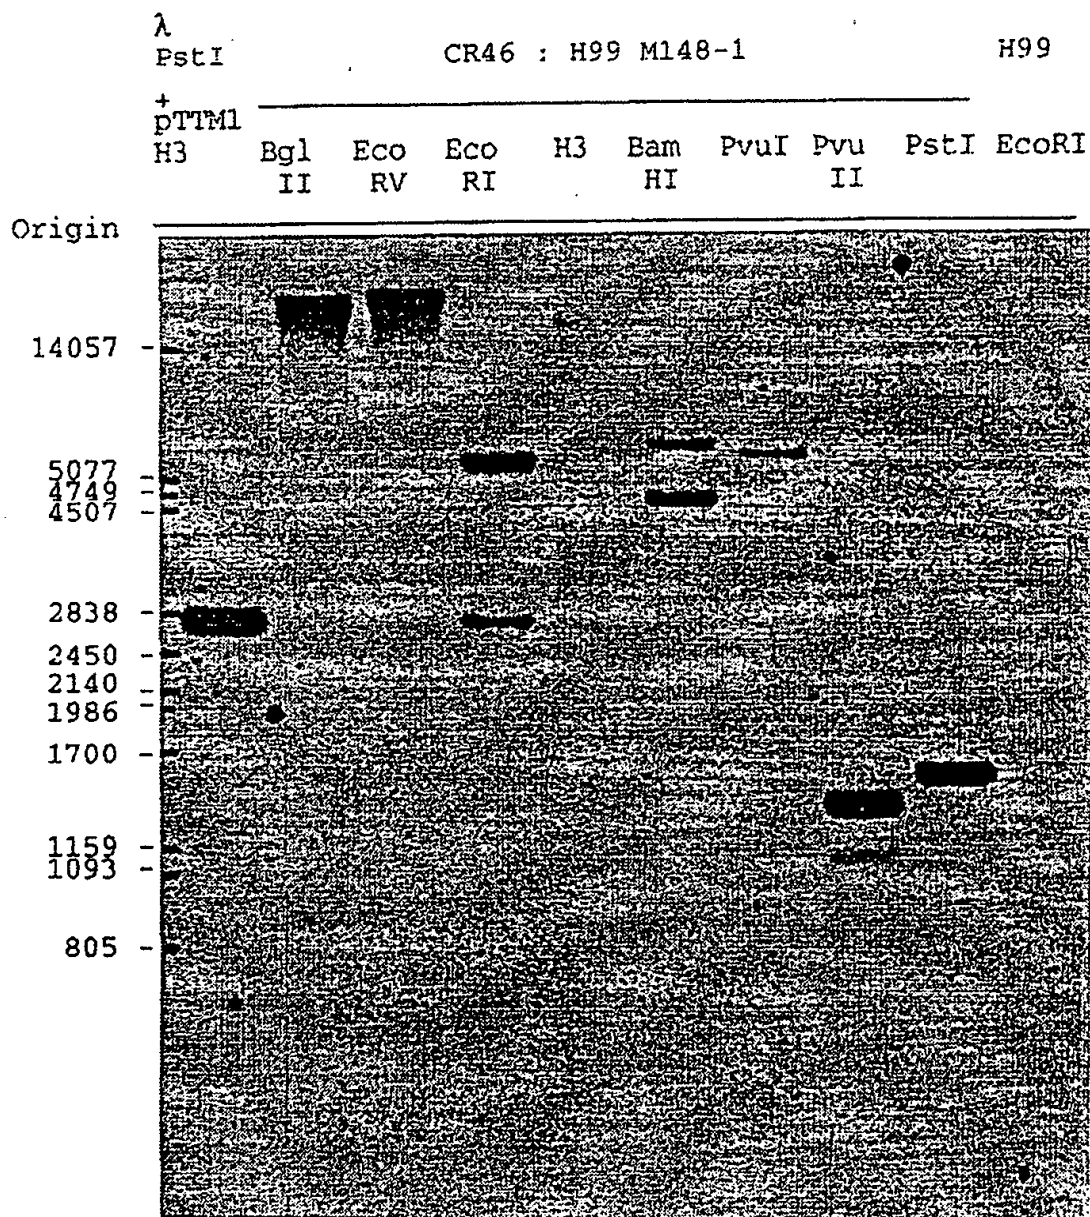 λ
PstI CR46 : H99 M148-1 H99
+
pTTM1
H3 Bgl Eco Eco H3 Bam PvuI Pvu PstI EcoRI
II RV RI HI II
Origin
14057 -
5077 -
4749 -
4507 -
2838 -
2450 -
2140 -
1986 -
1700 -
1159 -
1093 -
805 -